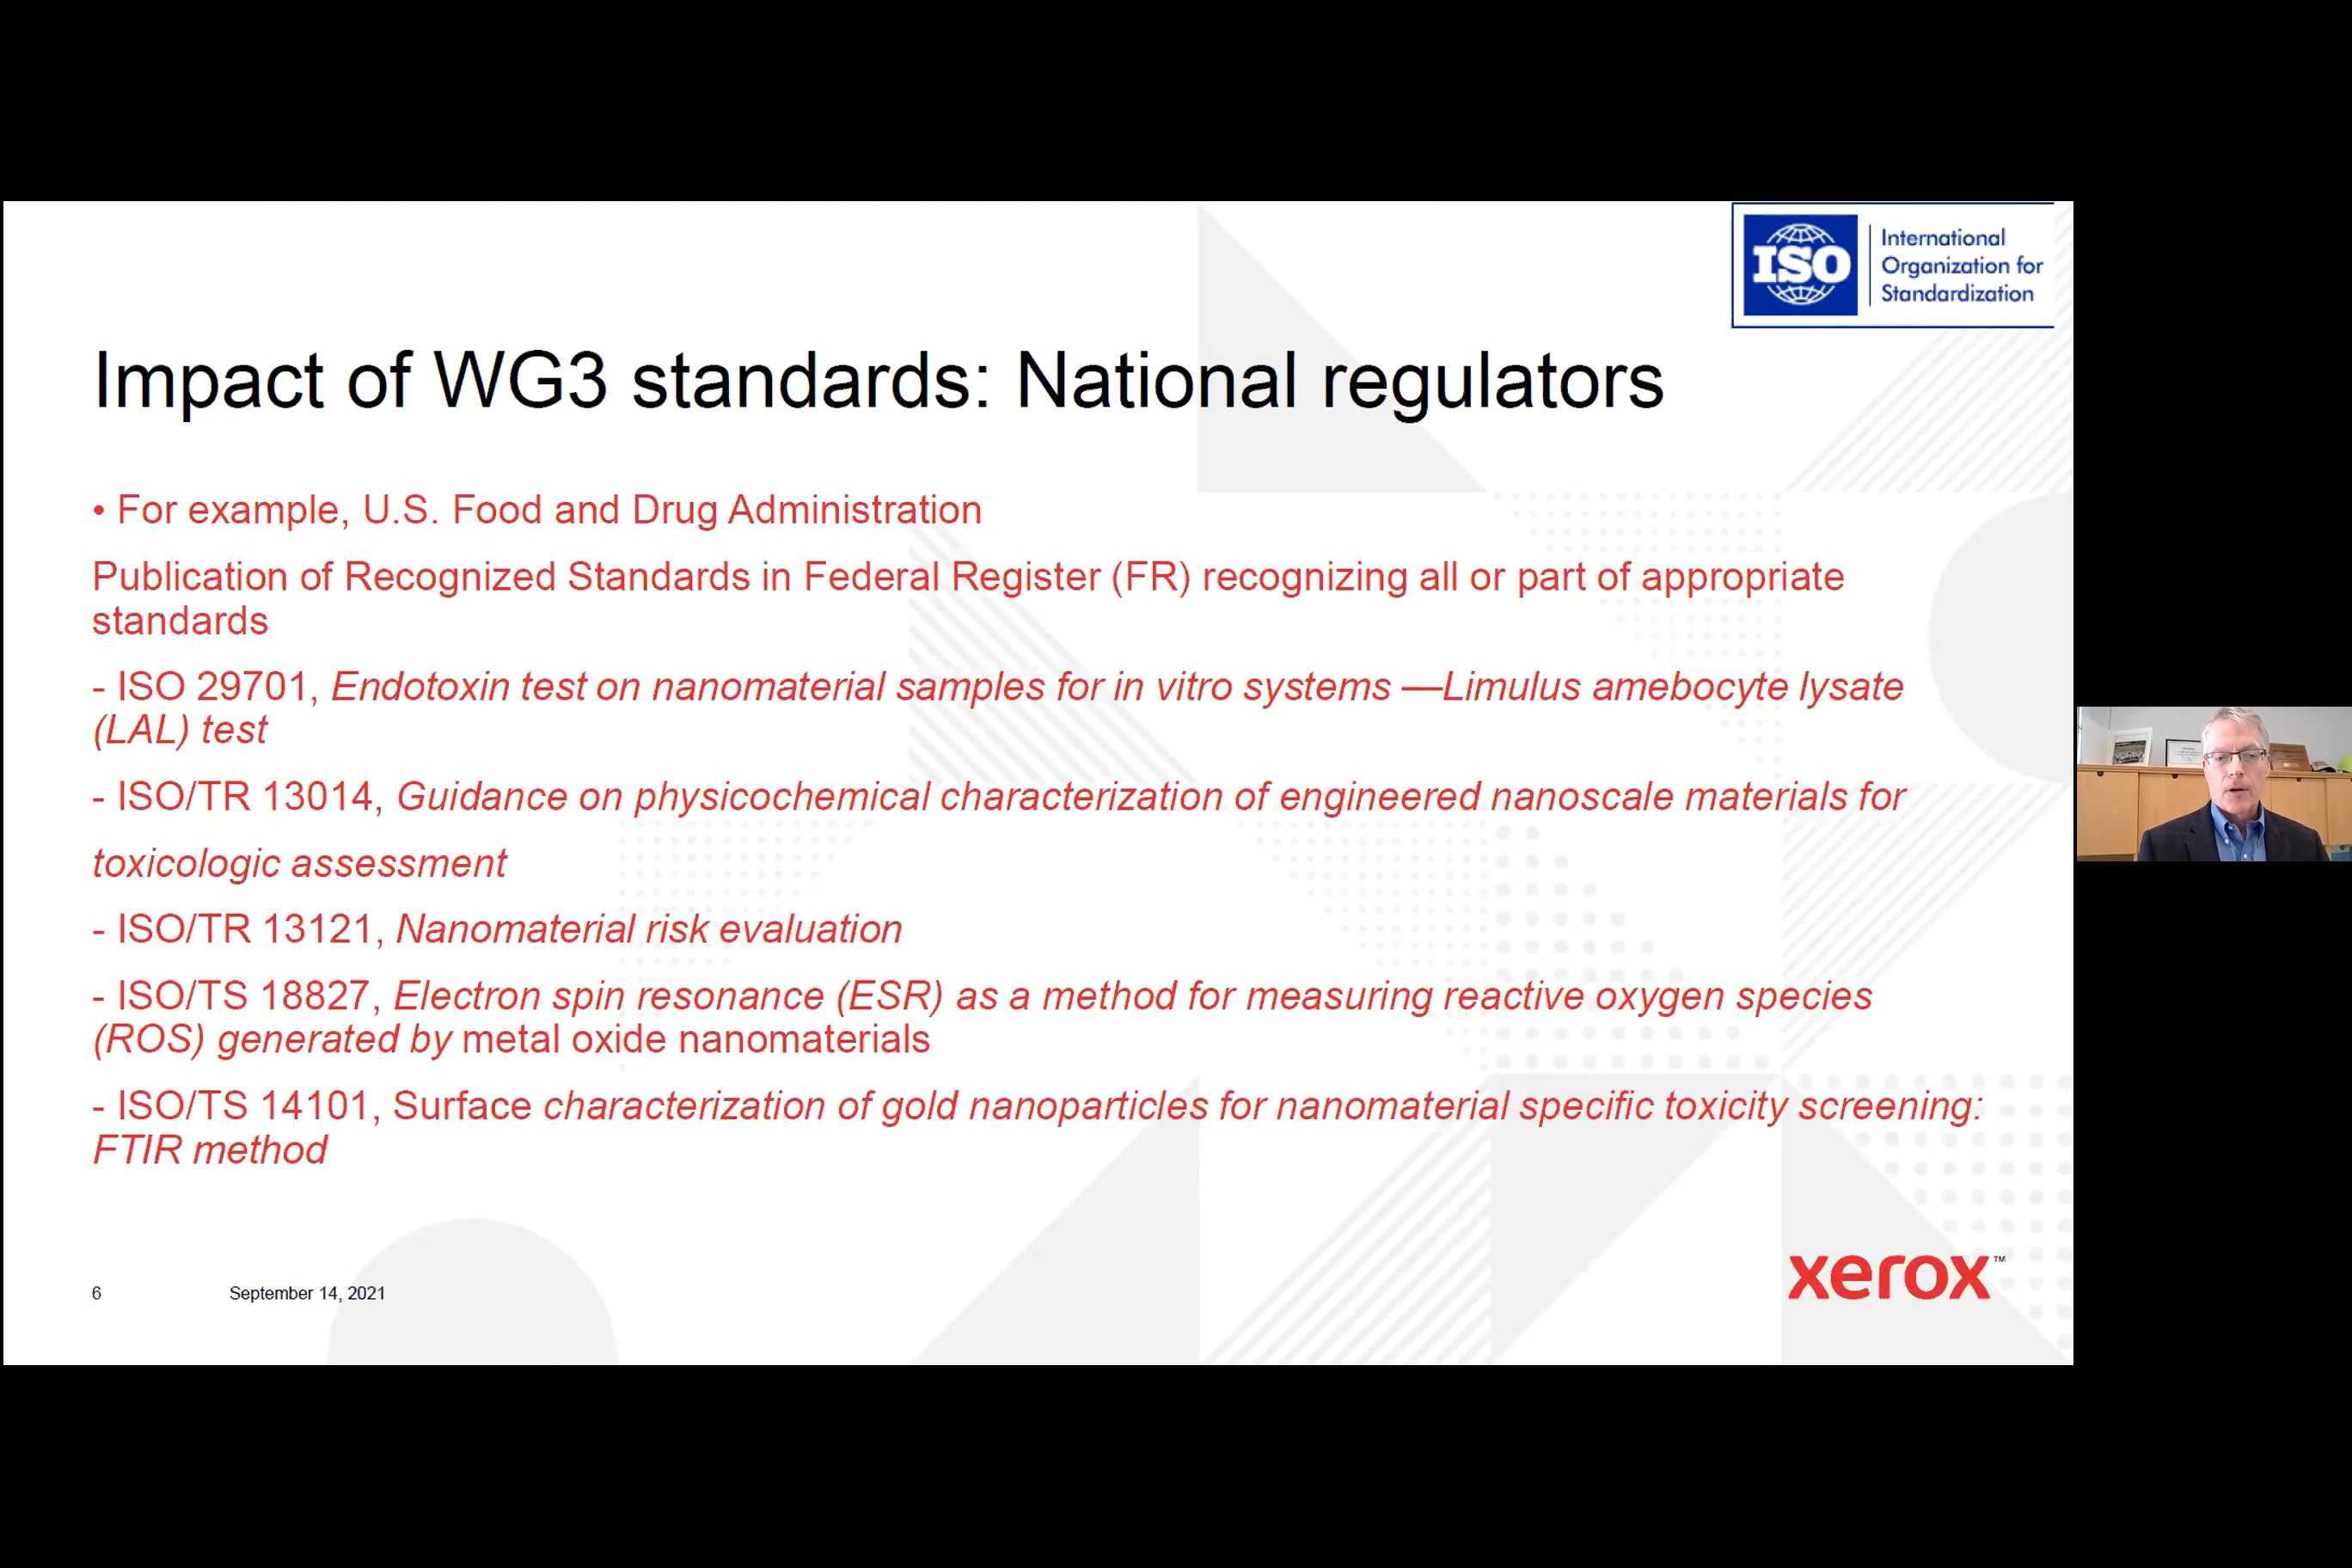 ISO
International
Organization for
Standardization
Impact of WG3 standards: National regulators
• For example, U.S. Food and Drug Administration
Publication of Recognized Standards in Federal Register (FR) recognizing all or part of appropriate
standards
- ISO 29701, Endotoxin test on nanomaterial samples for in vitro systems —Limulus amebocyte lysate
(LAL) test
- ISO/TR 13014, Guidance on physicochemical characterization of engineered nanoscale materials for
toxicologic assessment
- ISO/TR 13121, Nanomaterial risk evaluation
- ISO/TS 18827, Electron spin resonance (ESR) as a method for measuring reactive oxygen species
(ROS) generated by metal oxide nanomaterials
- ISO/TS 14101, Surface characterization of gold nanoparticles for nanomaterial specific toxicity screening:
FTIR method
6 September 14, 2021
xerox™